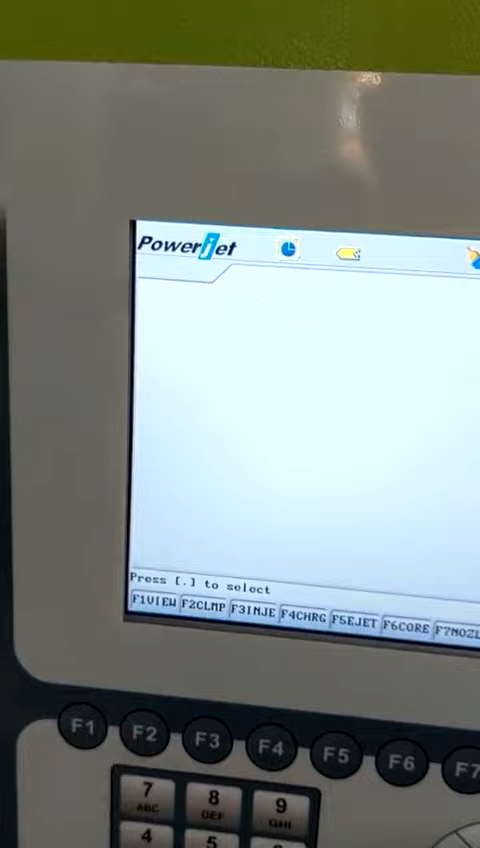 Powerjet
Press [.] to select
F1VIEW F2CLMP F3INJE F4CHRG F5EJET F6CORE F7NOZL
F1 F2 F3 F4 F5 F6 F7
7 8 9
ABC DEF GHI
4 5